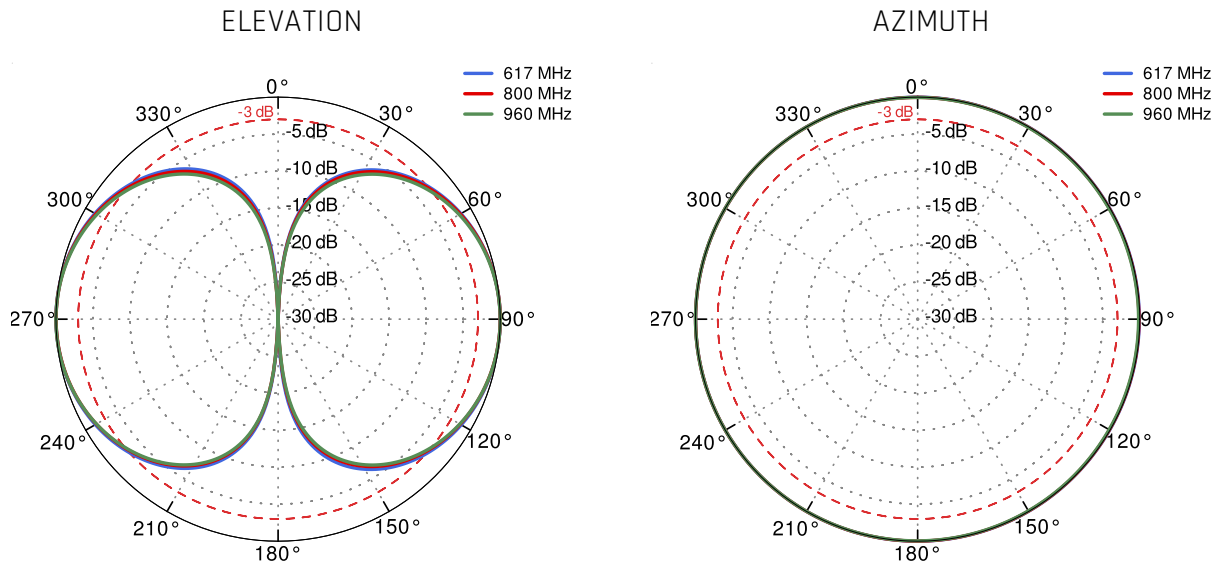 ELEVATION
617 MHz
800 MHz
960 MHz
0°
30°
60°
90°
120°
150°
180°
210°
240°
270°
300°
330°
-3 dB
-5 dB
-10 dB
-15 dB
-20 dB
-25 dB
-30 dB
AZIMUTH
617 MHz
800 MHz
960 MHz
0°
30°
60°
90°
120°
150°
180°
210°
240°
270°
300°
330°
-3 dB
-5 dB
-10 dB
-15 dB
-20 dB
-25 dB
-30 dB